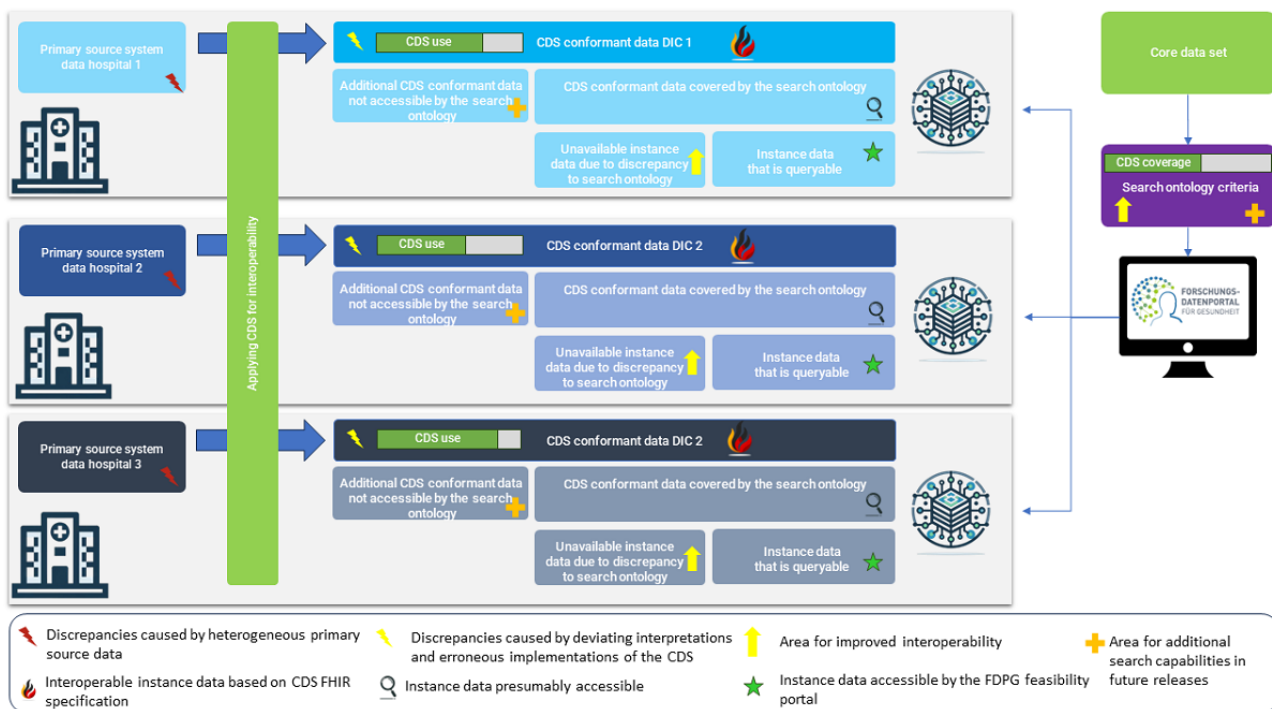 Primary source system
data hospital 1
CDS use
CDS conformant data DIC 1
Additional CDS conformant data
not accessible by the search
ontology
CDS conformant data covered by the search ontology
Unavailable instance
data due to discrepancy
to search ontology
Instance data
that is queryable
Applying CDS for interoperability
Core data set
CDS coverage
Search ontology criteria
FORSCHUNGS-
DATENPORTAL
FÜR GESUNDHEIT
Primary source system
data hospital 2
CDS use
CDS conformant data DIC 2
Additional CDS conformant data
not accessible by the search
ontology
CDS conformant data covered by the search ontology
Unavailable instance
data due to discrepancy
to search ontology
Instance data
that is queryable
Primary source system
data hospital 3
CDS use
CDS conformant data DIC 2
Additional CDS conformant data
not accessible by the search
ontology
CDS conformant data covered by the search ontology
Unavailable instance
data due to discrepancy
to search ontology
Instance data
that is queryable
Discrepancies caused by heterogeneous primary
source data
Discrepancies caused by deviating interpretations
and erroneous implementations of the CDS
Area for improved interoperability
Area for additional
search capabilities in
future releases
Interoperable instance data based on CDS FHIR
specification
Instance data presumably accessible
Instance data accessible by the FDPG feasibility
portal